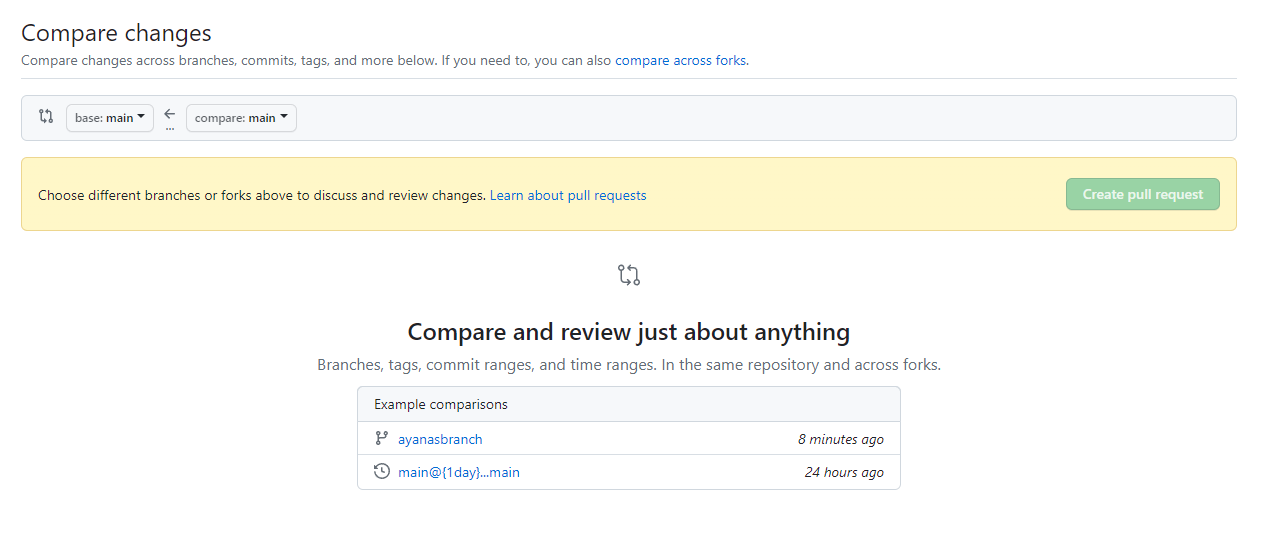 Compare changes
Compare changes across branches, commits, tags, and more below. If you need to, you can also compare across forks.
base: main
...
compare: main
Choose different branches or forks above to discuss and review changes. Learn about pull requests
Create pull request
Compare and review just about anything
Branches, tags, commit ranges, and time ranges. In the same repository and across forks.
Example comparisons
ayanasbranch 8 minutes ago
main@{1day}...main 24 hours ago